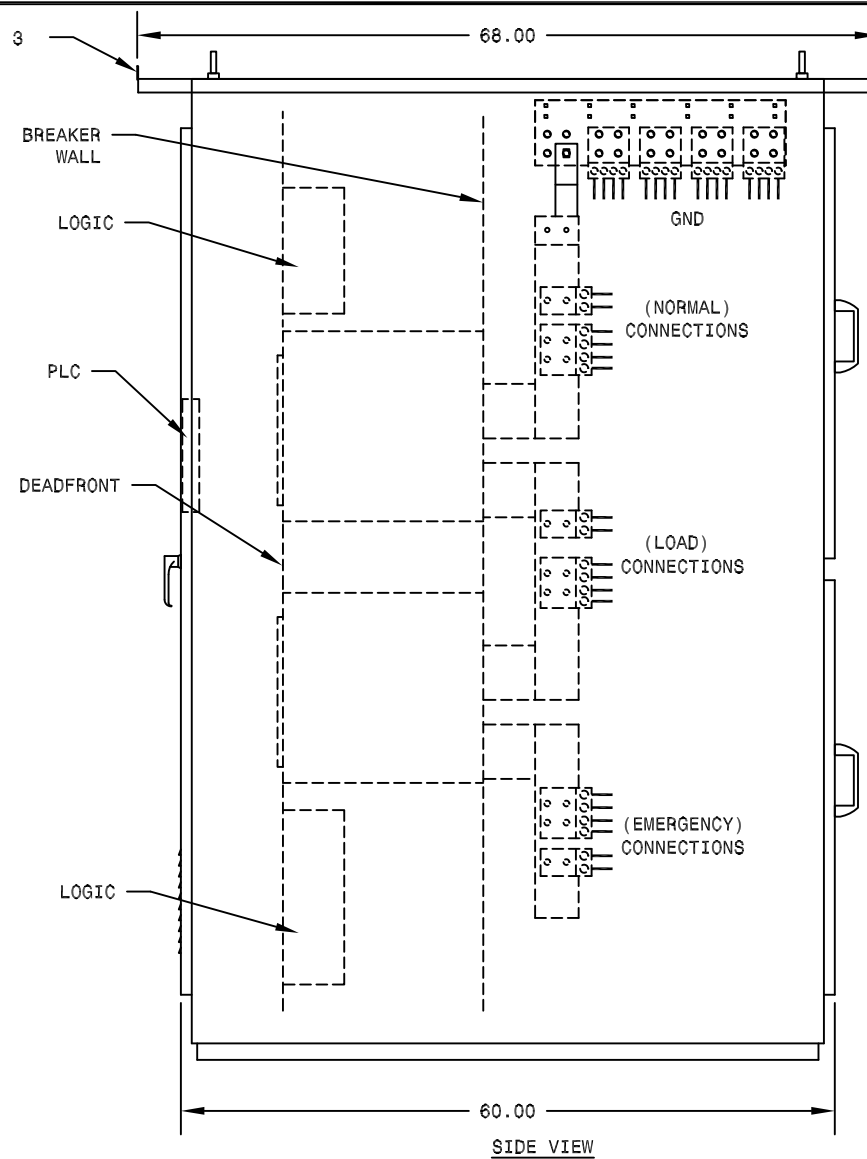 3
68.00
BREAKER
WALL
LOGIC
GND
(NORMAL)
CONNECTIONS
PLC
DEADFRONT
(LOAD)
CONNECTIONS
(EMERGENCY)
CONNECTIONS
LOGIC
60.00
SIDE VIEW